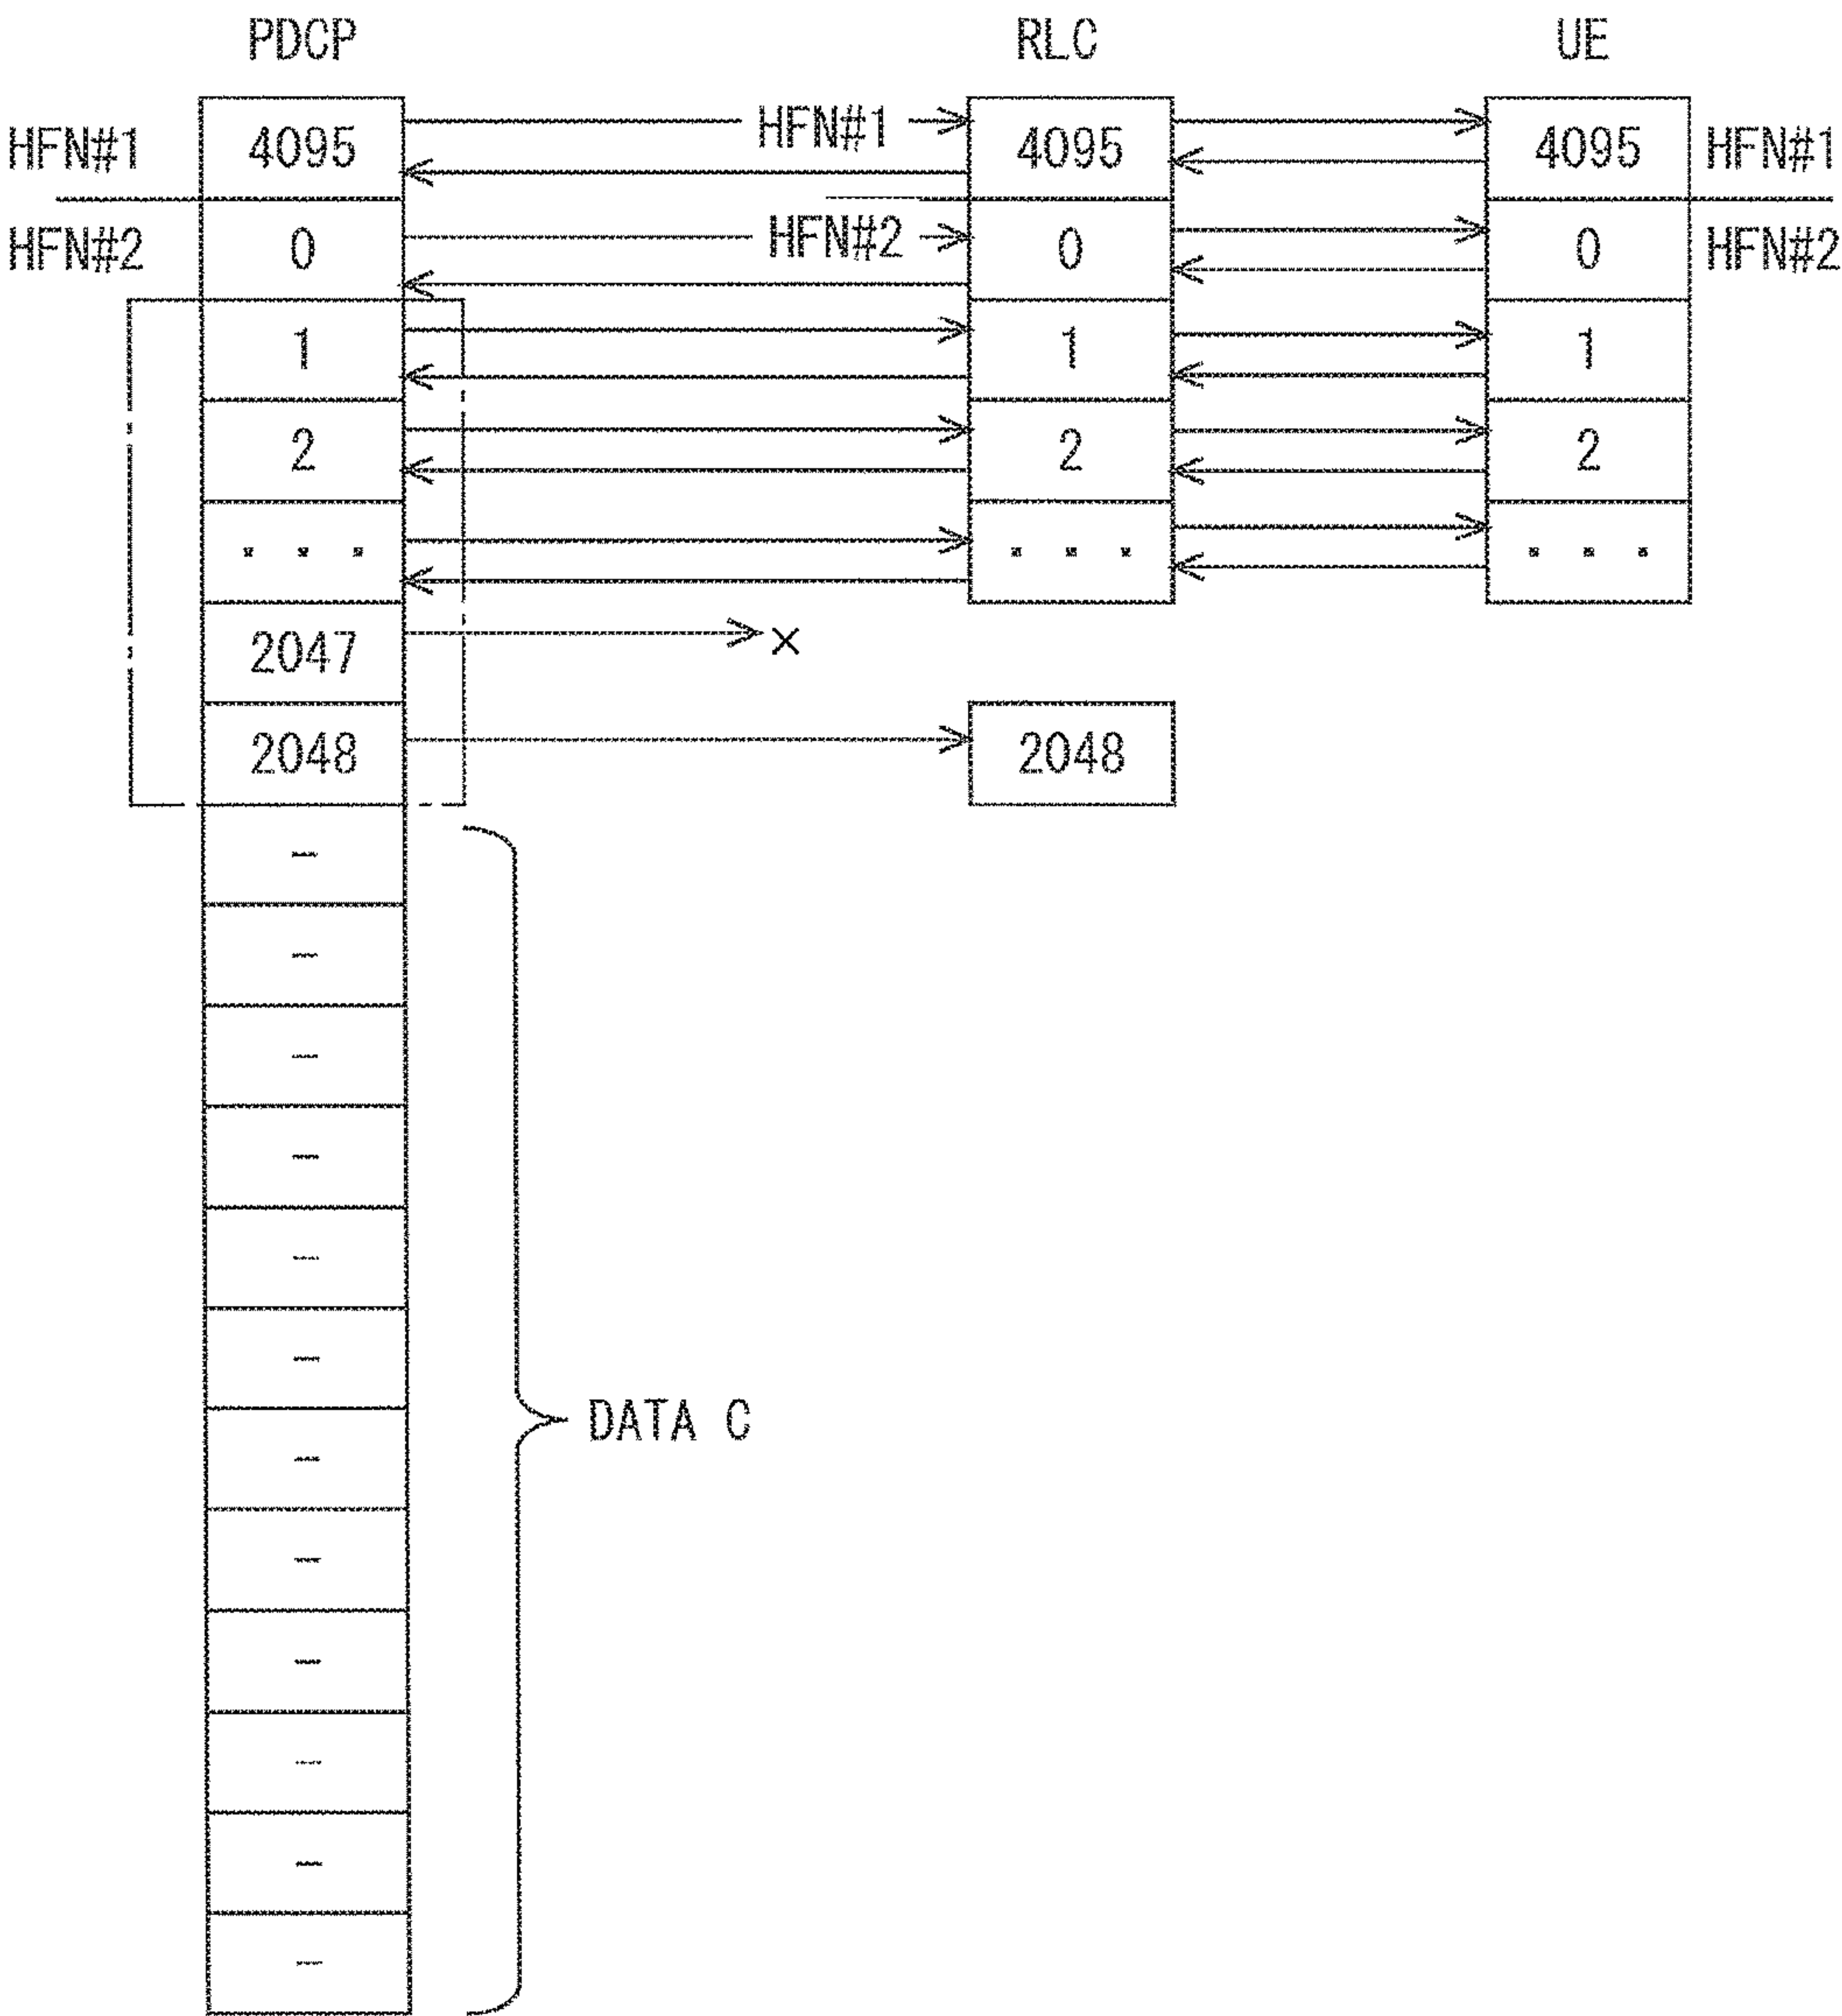 PDCP RLC UE
HFN#1 4095 HFN#1 4095 4095 HFN#1
HFN#2 0 HFN#2 0 0 HFN#2
1 1 1
2 2 2
- - - - - - - - -
2047 ×
2048 2048
-
-
-
-
-
-
- DATA C
-
-
-
-
-